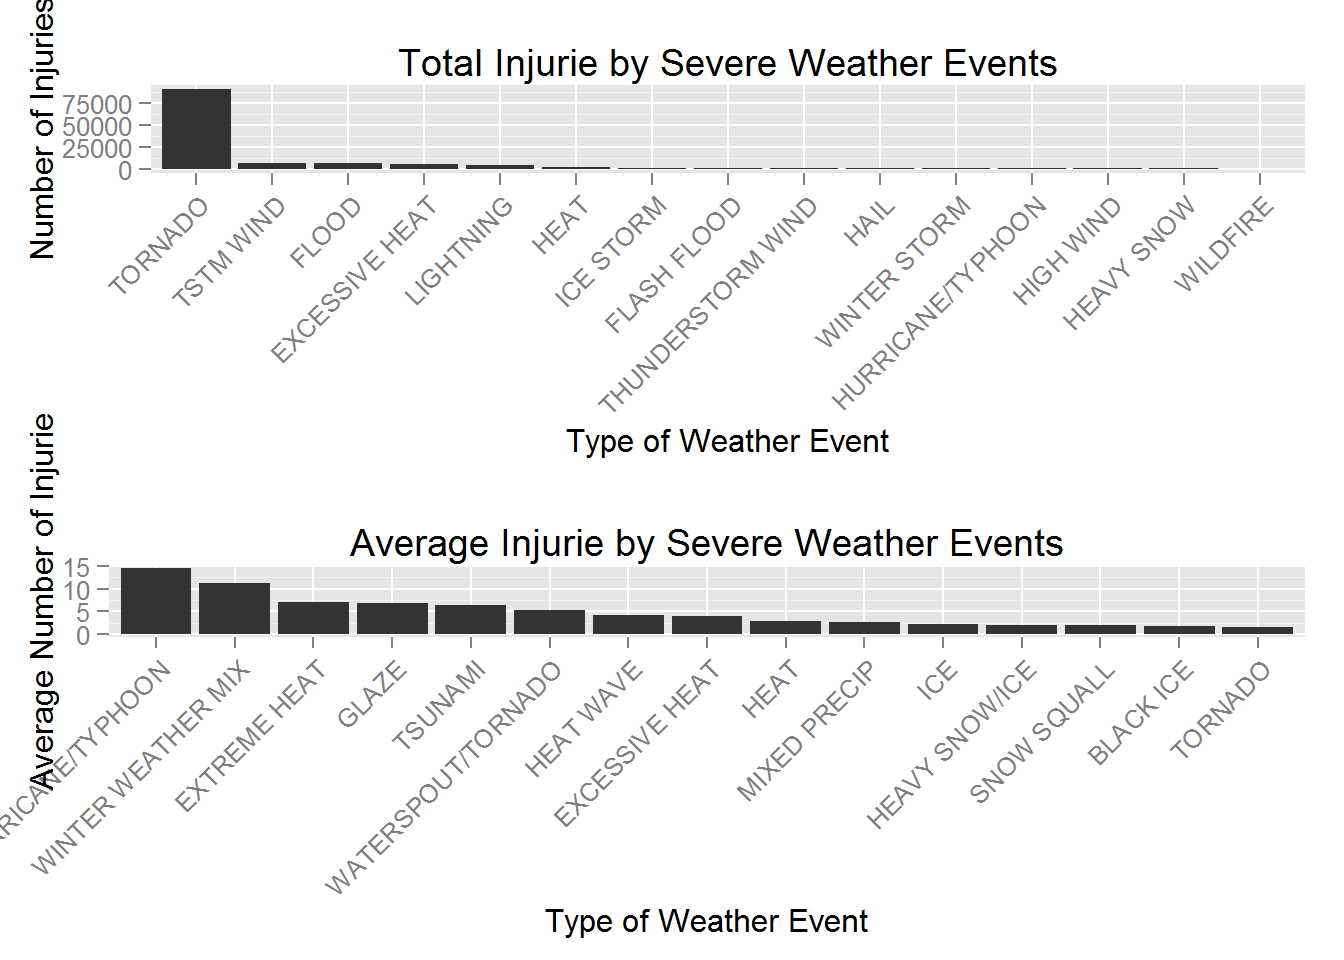 Total Injurie by Severe Weather Events
Number of Injuries
75000
50000
25000
0
TORNADO
TSTM WIND
FLOOD
EXCESSIVE HEAT
LIGHTNING
HEAT
ICE STORM
FLASH FLOOD
THUNDERSTORM WIND
HAIL
WINTER STORM
HURRICANE/TYPHOON
HIGH WIND
HEAVY SNOW
WILDFIRE
Type of Weather Event
Average Injurie by Severe Weather Events
Average Number of Injurie
15
10
5
0
RRICANE/TYPHOON
WINTER WEATHER MIX
EXTREME HEAT
GLAZE
TSUNAMI
WATERSPOUT/TORNADO
HEAT WAVE
EXCESSIVE HEAT
HEAT
MIXED PRECIP
ICE
HEAVY SNOW/ICE
SNOW SQUALL
BLACK ICE
TORNADO
Type of Weather Event